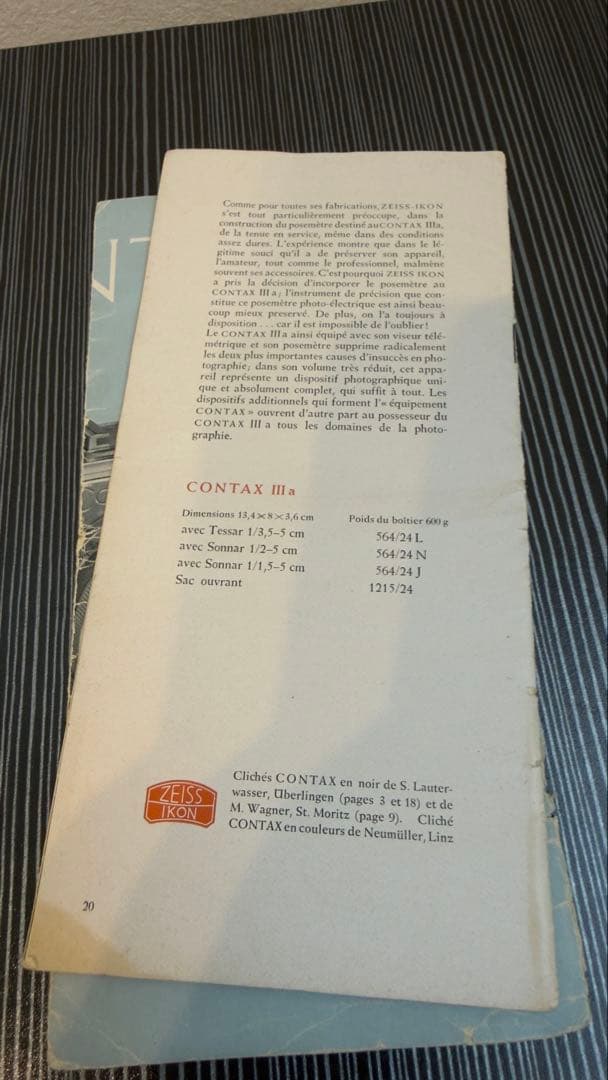 NT
Comme pour toutes ses fabrications, ZEISS-IKON
s'est tout particulièrement préoccupe, dans la
construction du posemètre destiné au CONTAX IIIa,
de la tenue en service, même dans des conditions
assez dures. L'expérience montre que dans le lé-
gitime souci qu'il a de préserver son appareil,
l'amateur, tout comme le professionnel, malmène
souvent ses accessoires. C'est pourquoi ZEISS IKON
a pris la décision d'incorporer le posemètre au
CONTAX III a; l'instrument de précision que con-
stitue ce posemètre photo-électrique est ainsi beau-
coup mieux preservé. De plus, on l'a toujours à
disposition . . . car il est impossible de l'oublier!
Le CONTAX IIIa ainsi équipé avec son viseur télé-
métrique et son posemètre supprime radicalement
les deux plus importantes causes d'insuccès en pho-
tographie; dans son volume très réduit, cet appa-
reil représente un dispositif photographique uni-
que et absolument complet, qui suffit à tout. Les
dispositifs additionnels qui forment l'« équipement
CONTAX » ouvrent d'autre part au possesseur du
CONTAX III a tous les domaines de la photo-
graphie.
CONTAX IIIa
Dimensions 13,4×8×3,6 cm Poids du boîtier 600 g
avec Tessar 1/3,5–5 cm 564/24 L
avec Sonnar 1/2–5 cm 564/24 N
avec Sonnar 1/1,5–5 cm 564/24 J
Sac ouvrant 1215/24
ZEISS
IKON
Clichés CONTAX en noir de S. Lauter-
wasser, Überlingen (pages 3 et 18) et de
M. Wagner, St. Moritz (page 9). Cliché
CONTAX en couleurs de Neumüller, Linz
20